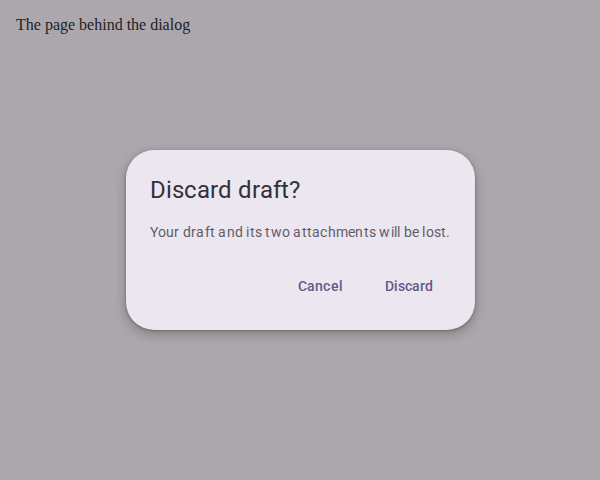 The page behind the dialog
Discard draft?
Your draft and its two attachments will be lost.
Cancel Discard